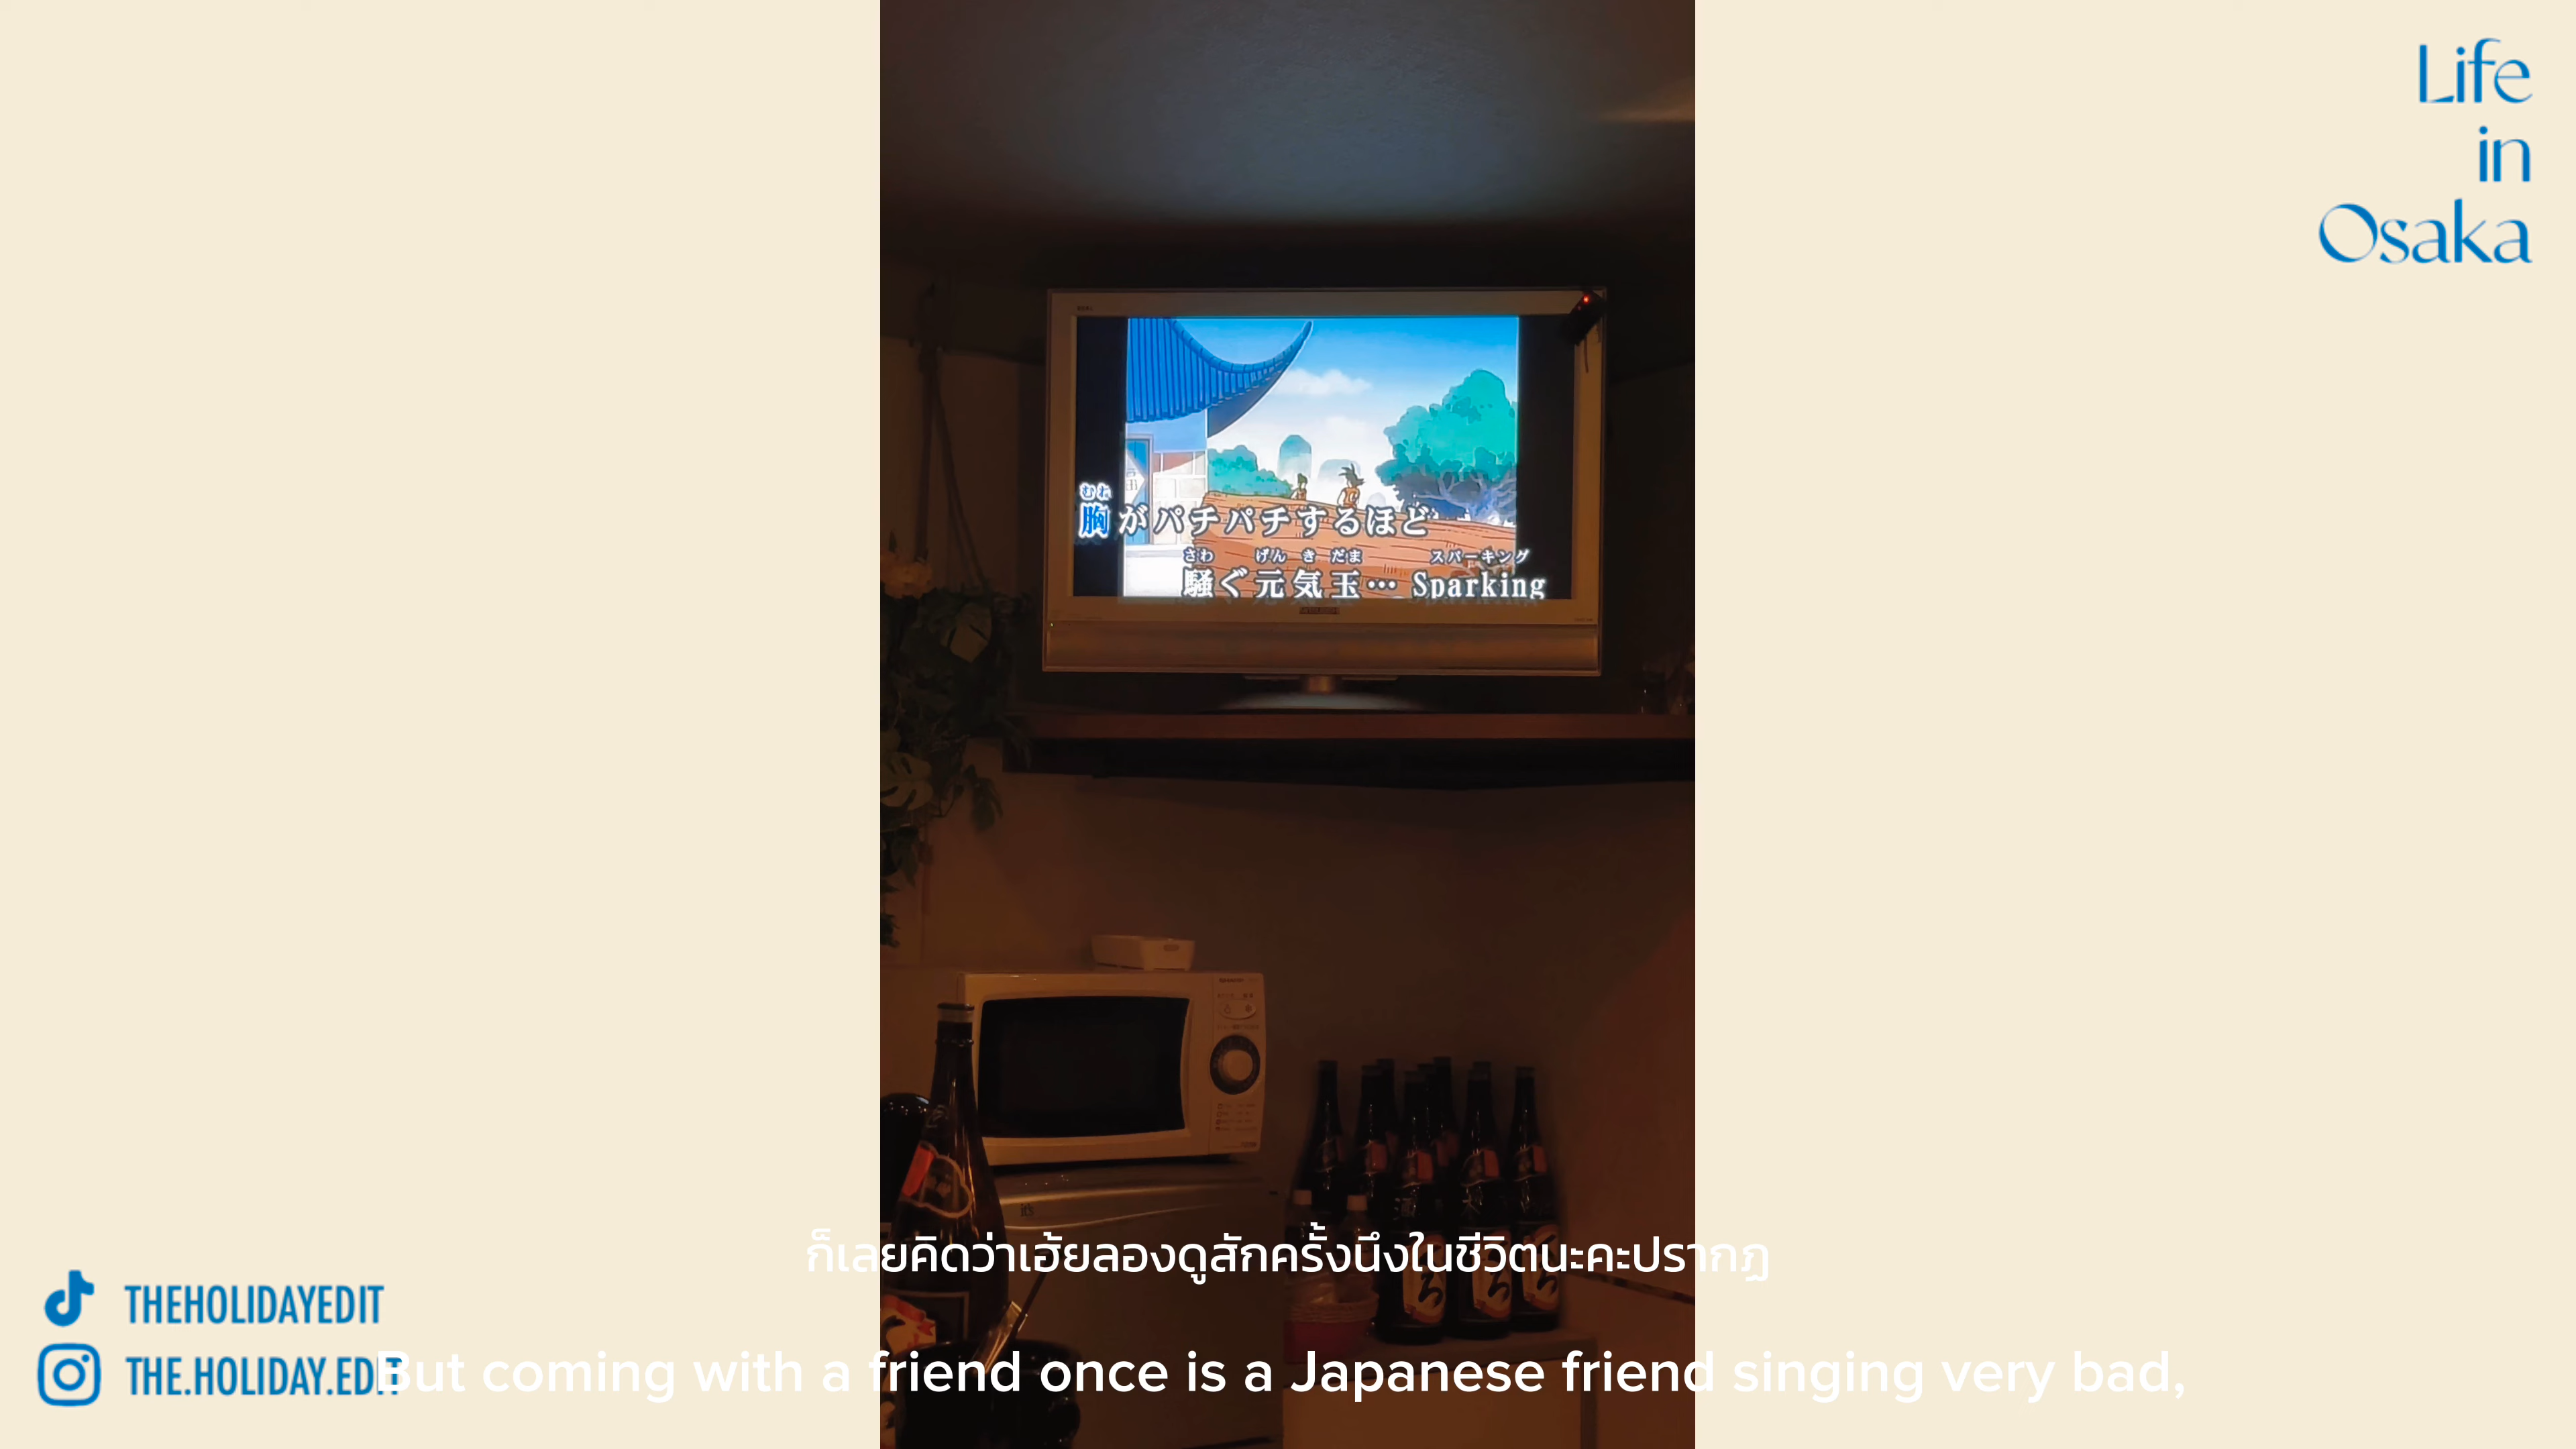 Life
in
Osaka
むね
胸がパチパチするほど
さわ げん き だま スパーキング
騒ぐ元気玉… Sparking
it's
ก็เลยคิดว่าเฮ้ยลองดูสักครั้งนึงในชีวิตนะคะปรากฏ
THEHOLIDAYEDIT
THE.HOLIDAY.EDIT
But coming with a friend once is a Japanese friend singing very bad,